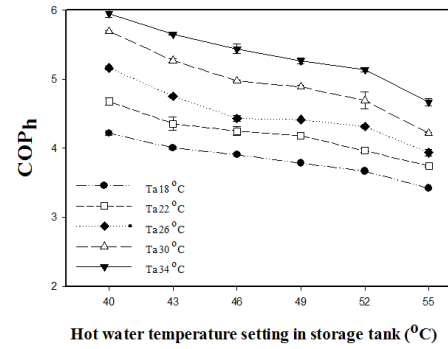 6
5
4
3
2
COPh
Ta18 °C
Ta22 °C
Ta26 °C
Ta30 °C
Ta34 °C
40 43 46 49 52 55
Hot water temperature setting in storage tank (°C)